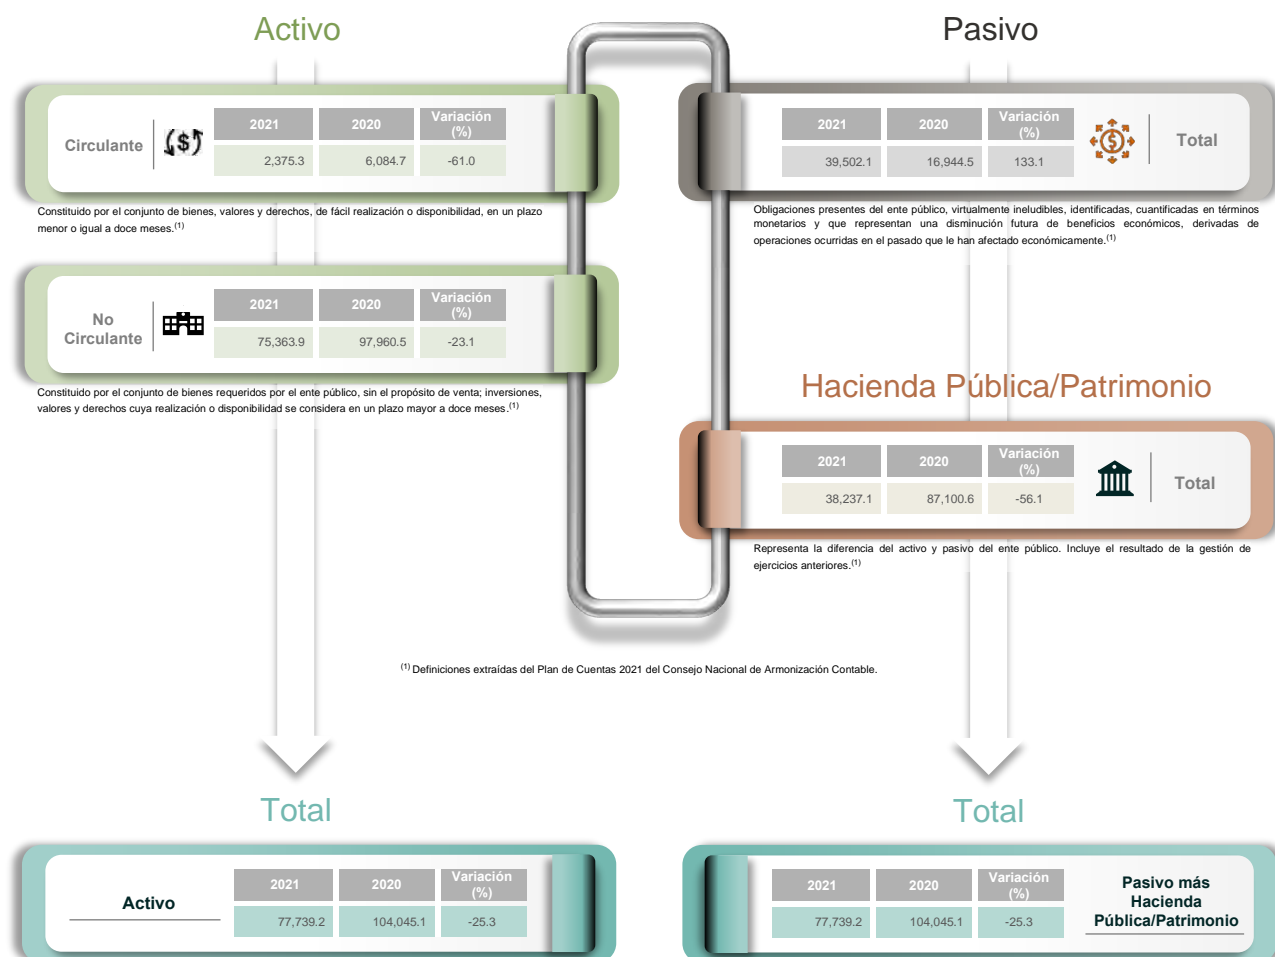 Activo
Circulante
2021 2020 Variación (%)
2,375.3 6,084.7 -61.0
Constituido por el conjunto de bienes, valores y derechos, de fácil realización o disponibilidad, en un plazo
menor o igual a doce meses.(1)
No
Circulante
2021 2020 Variación (%)
75,363.9 97,960.5 -23.1
Constituido por el conjunto de bienes requeridos por el ente público, sin el propósito de venta; inversiones,
valores y derechos cuya realización o disponibilidad se considera en un plazo mayor a doce meses.(1)
Pasivo
2021 2020 Variación (%)
39,502.1 16,944.5 133.1
Total
Obligaciones presentes del ente público, virtualmente ineludibles, identificadas, cuantificadas en términos
monetarios y que representan una disminución futura de beneficios económicos, derivadas de
operaciones ocurridas en el pasado que le han afectado económicamente.(1)
Hacienda Pública/Patrimonio
2021 2020 Variación (%)
38,237.1 87,100.6 -56.1
Total
Representa la diferencia del activo y pasivo del ente público. Incluye el resultado de la gestión de
ejercicios anteriores.(1)
(1) Definiciones extraídas del Plan de Cuentas 2021 del Consejo Nacional de Armonización Contable.
Total
Activo
2021 2020 Variación (%)
77,739.2 104,045.1 -25.3
Total
2021 2020 Variación (%)
77,739.2 104,045.1 -25.3
Pasivo más
Hacienda
Pública/Patrimonio